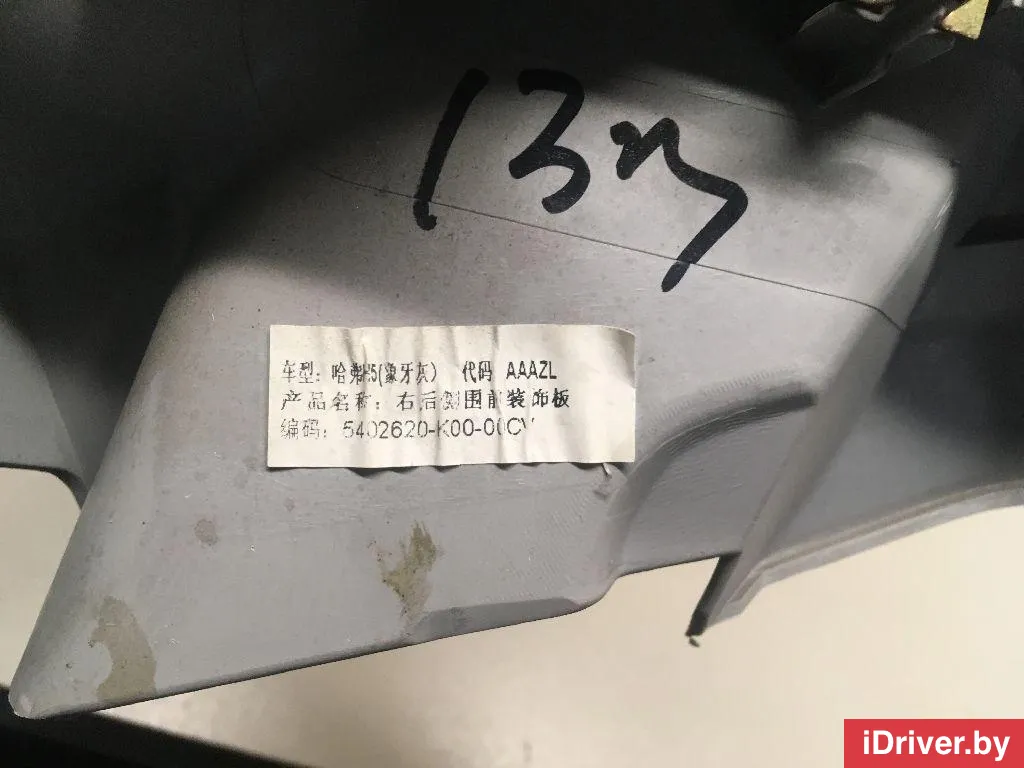 13
车型：哈弗H5(象牙灰) 代码 AAAZL
产品名称：右后侧围前装饰板
编码：5402620-K00-00CV
iDriver.by